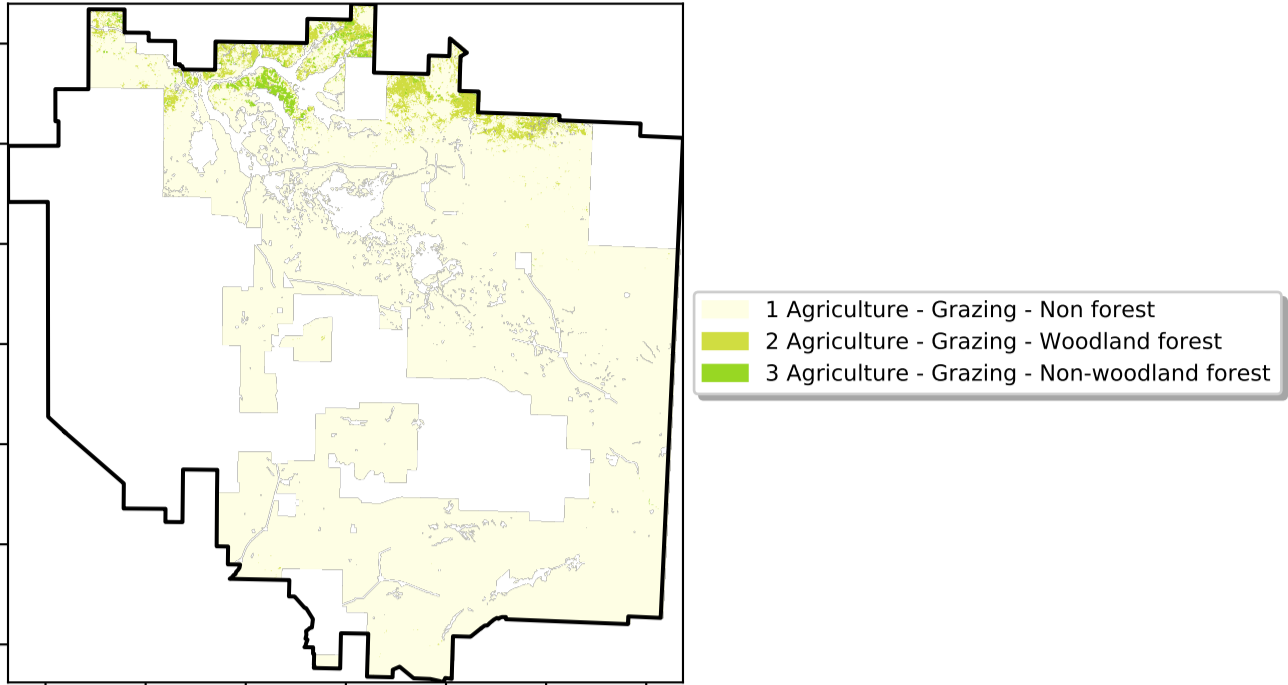 1 Agriculture - Grazing - Non forest
2 Agriculture - Grazing - Woodland forest
3 Agriculture - Grazing - Non-woodland forest